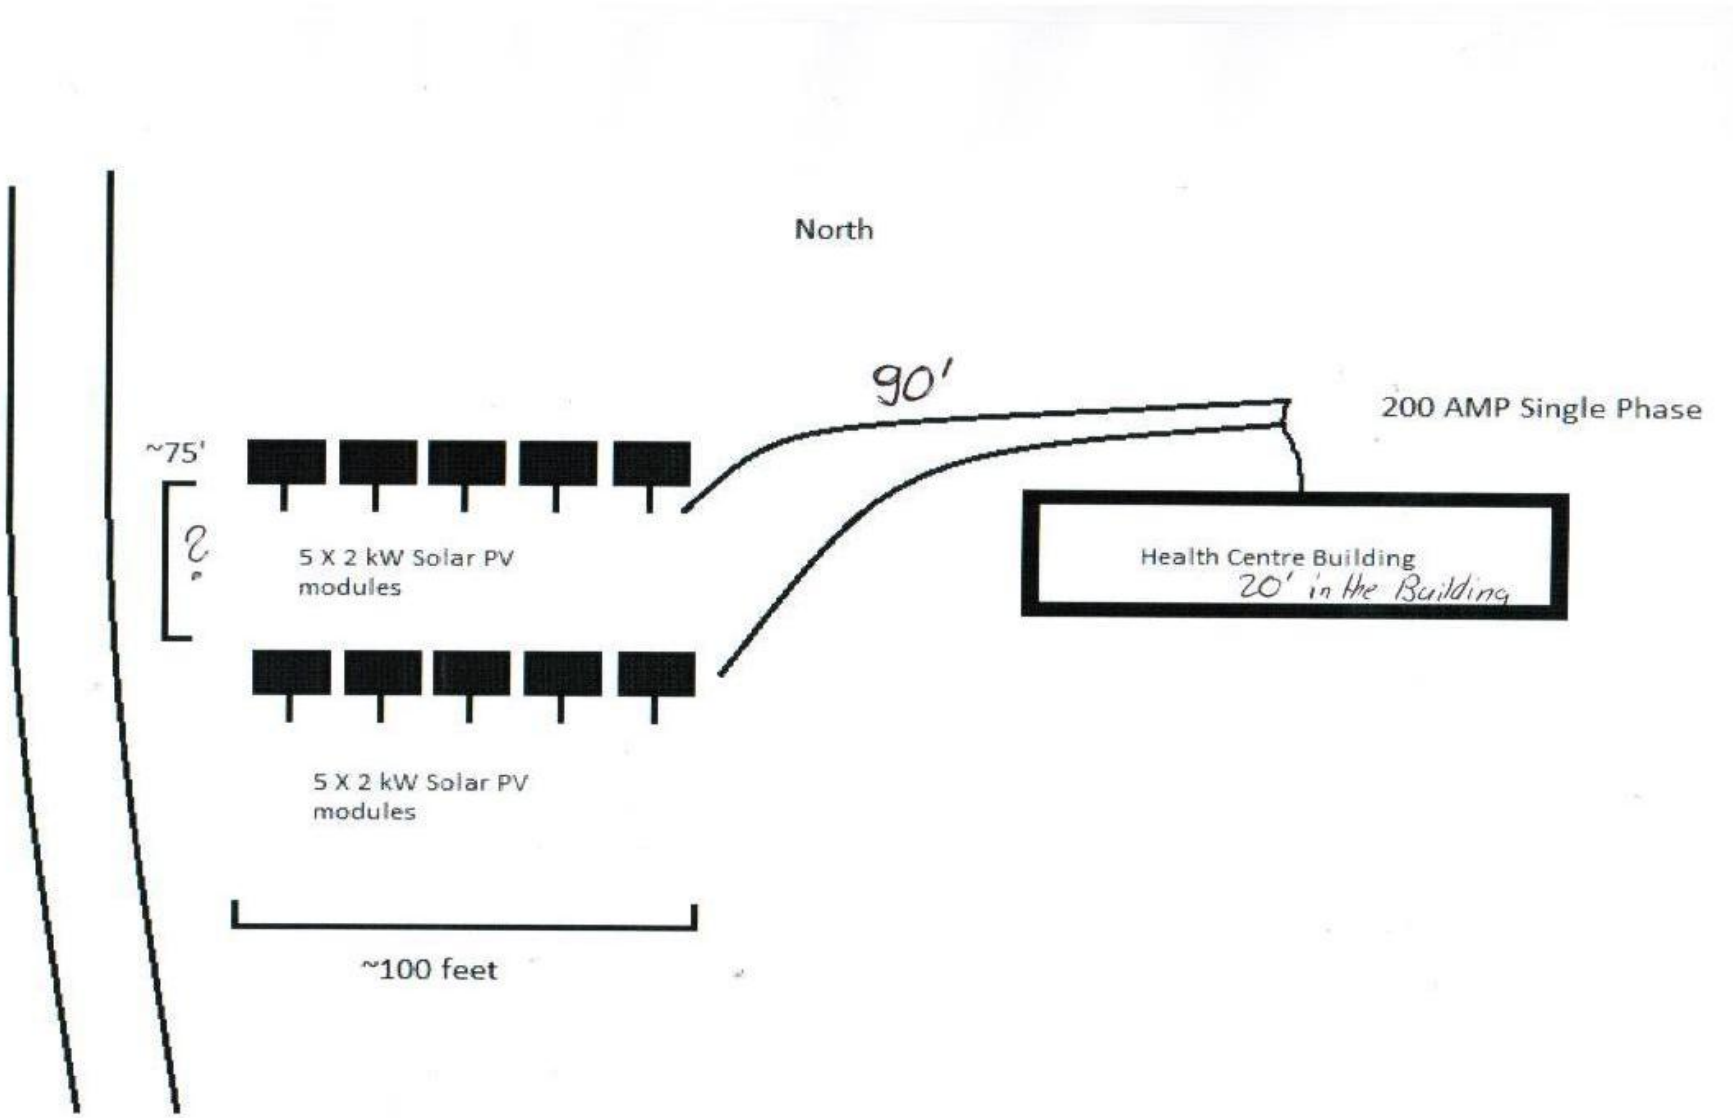 North
90'
200 AMP Single Phase
~75'
?
5 X 2 kW Solar PV
modules
Health Centre Building
20' in the Building
5 X 2 kW Solar PV
modules
~100 feet